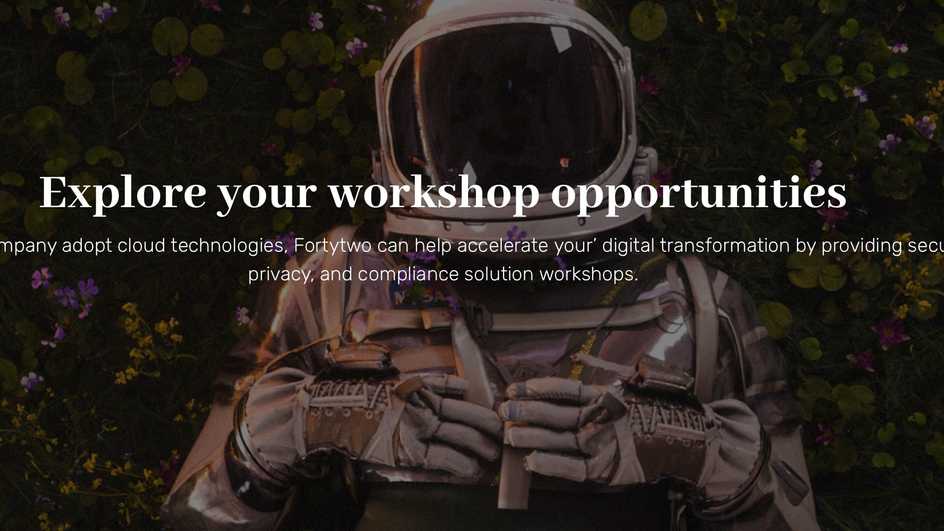 Explore your workshop opportunities
mpany adopt cloud technologies, Fortytwo can help accelerate your’ digital transformation by providing secu
privacy, and compliance solution workshops.